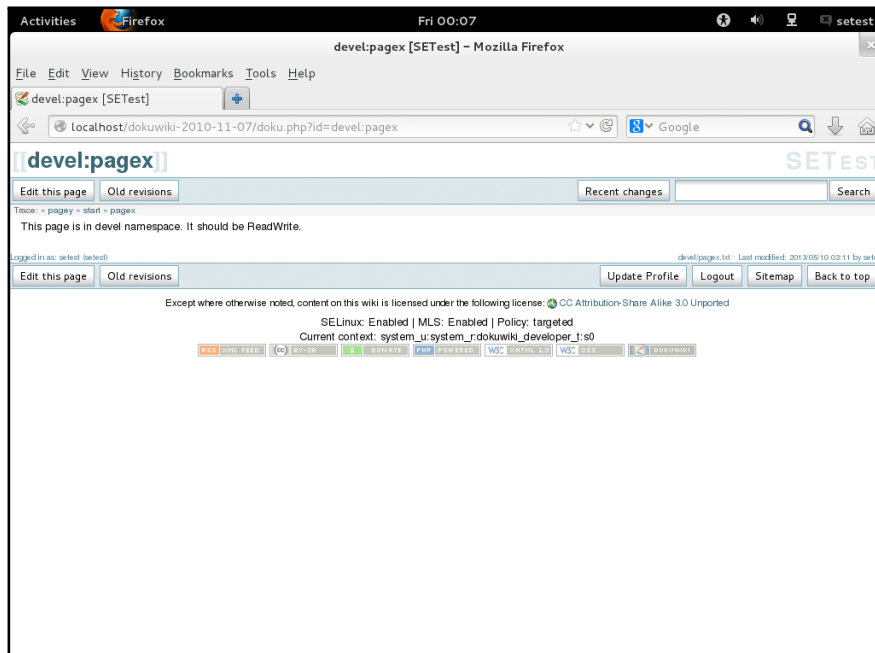 Activities Firefox Fri 00:07 setest
devel:pagex [SETest] – Mozilla Firefox
File Edit View History Bookmarks Tools Help
devel:pagex [SETest]
localhost/dokuwiki-2010-11-07/doku.php?id=devel:pagex Google
[[devel:pagex]] SETEST
Edit this page Old revisions Recent changes Search
Trace: » pagey » start » pagex
This page is in devel namespace. It should be ReadWrite.
Logged in as: setest (setest) devel/pagex.txt · Last modified: 2013/05/10 03:11 by sete
Edit this page Old revisions Update Profile Logout Sitemap Back to top
Except where otherwise noted, content on this wiki is licensed under the following license: CC Attribution-Share Alike 3.0 Unported
SELinux: Enabled | MLS: Enabled | Policy: targeted
Current context: system_u:system_r:dokuwiki_developer_t:s0
RSS XML FEED (cc) BY-SA $ DONATE PHP POWERED W3C XHTML 1.0 W3C CSS DOKUWIKI